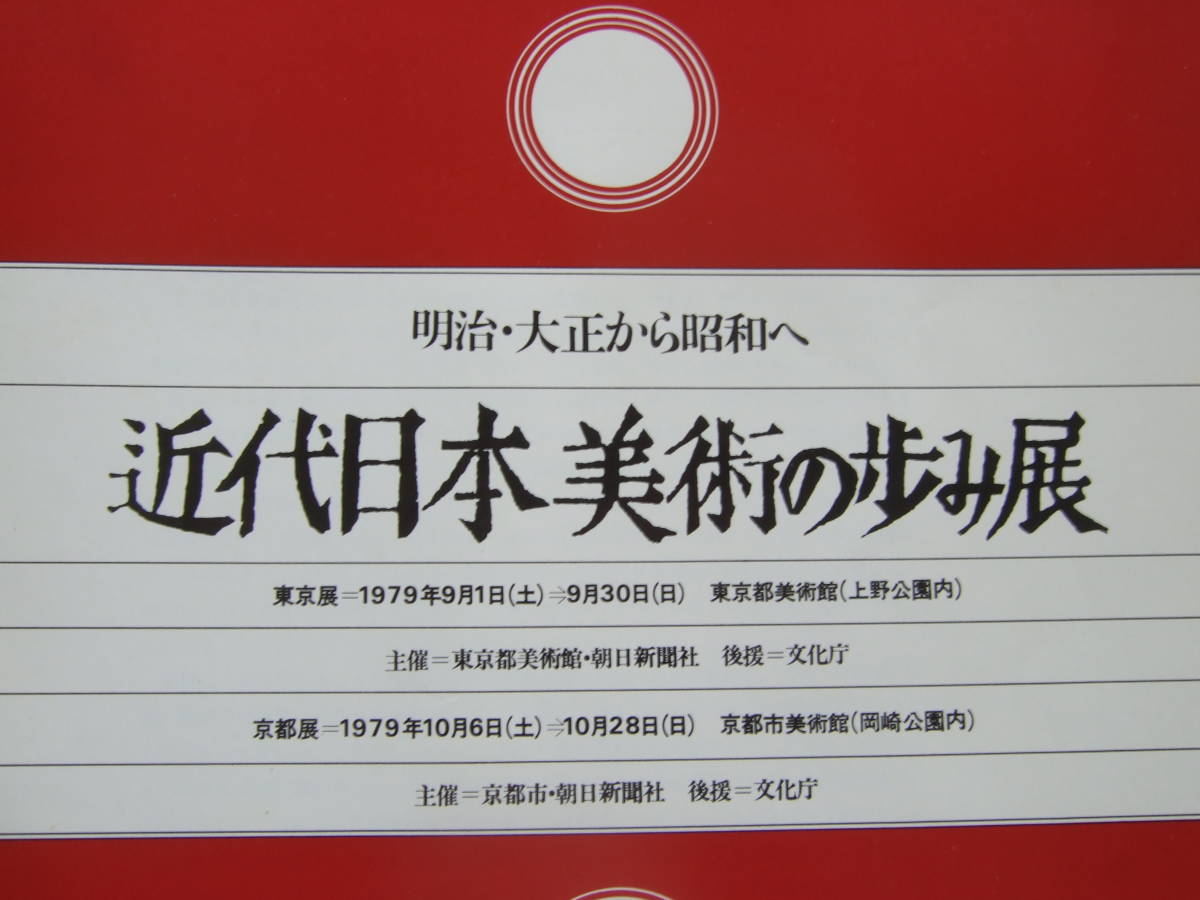 明治・大正から昭和へ
近代日本美術の歩み展
東京展=1979年9月1日(土)⇒9月30日(日) 東京都美術館(上野公園内)
主催=東京都美術館・朝日新聞社 後援=文化庁
京都展=1979年10月6日(土)⇒10月28日(日) 京都市美術館(岡崎公園内)
主催=京都市・朝日新聞社 後援=文化庁